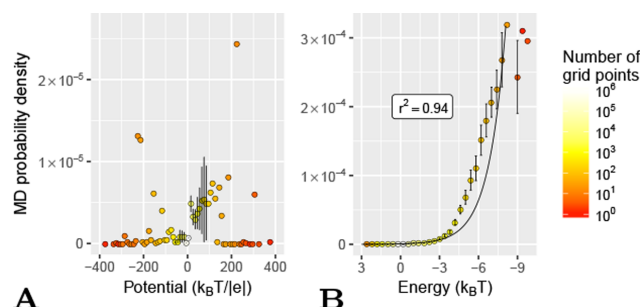 MD probability density
2×10⁻⁵
1×10⁻⁵
0
−400 −200 0 200 400
Potential (k_BT/|e|)
A
3×10⁻⁴
2×10⁻⁴
1×10⁻⁴
0
r² = 0.94
3 0 −3 −6 −9
Energy (k_BT)
B
Number of
grid points
10⁶
10⁵
10⁴
10³
10²
10¹
10⁰